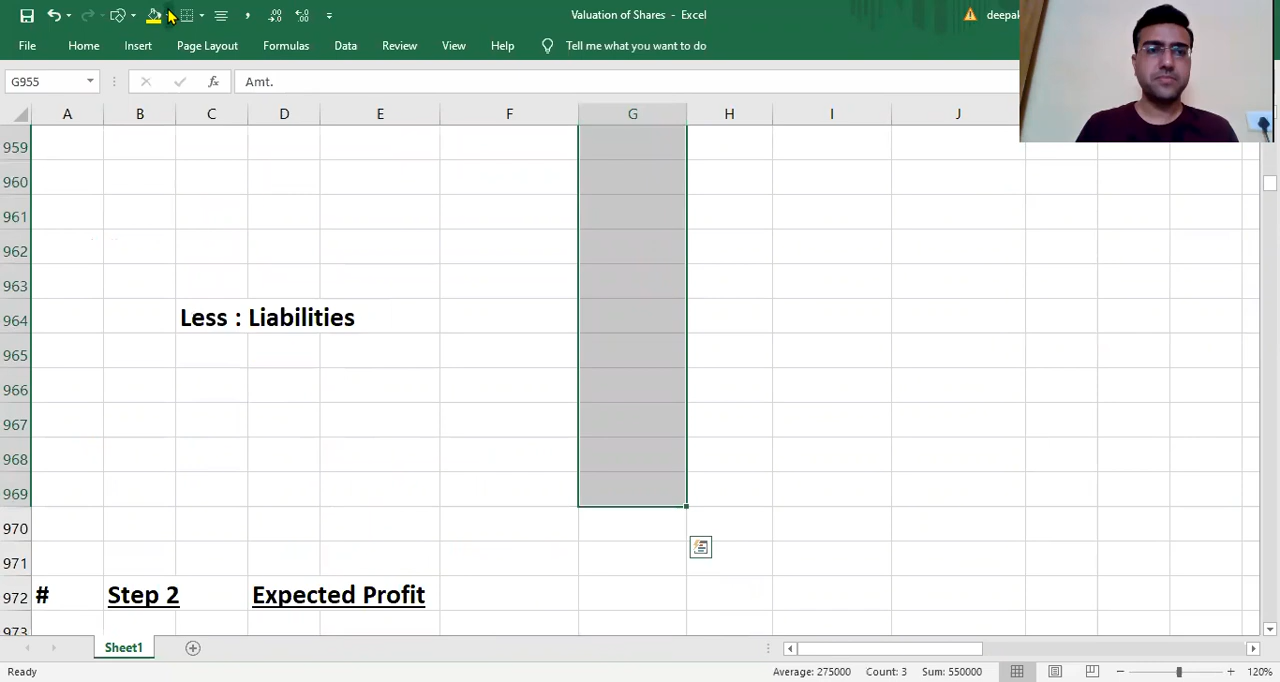 Valuation of Shares - Excel
deepak
File Home Insert Page Layout Formulas Data Review View Help Tell me what you want to do
G955 fx Amt.
A B C D E F G H I J
959
960
961
962
963
964 Less : Liabilities
965
966
967
968
969
970
971
972 # Step 2 Expected Profit
973
Sheet1
Ready Average: 275000 Count: 3 Sum: 550000 120%